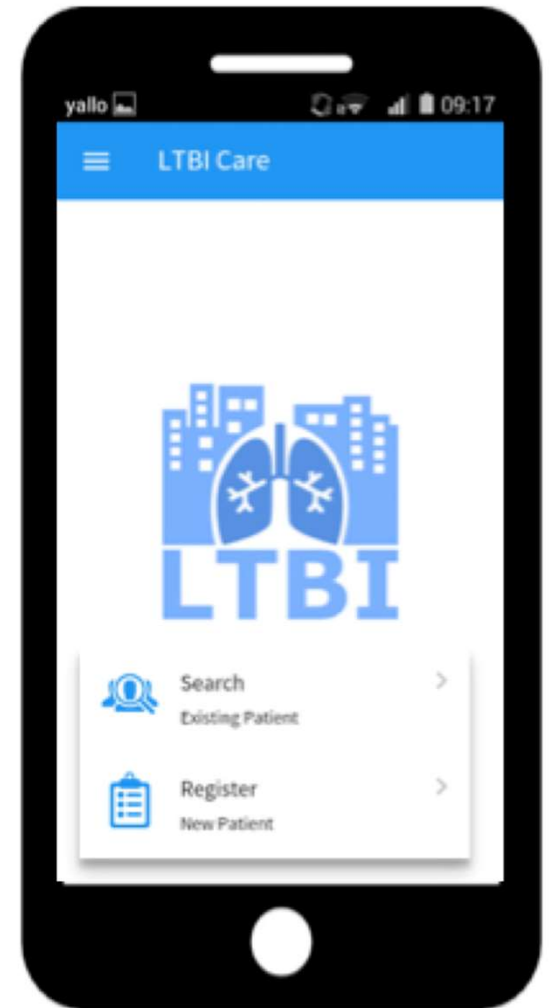 yallo 09:17
LTBI Care
LTBI
Search
Existing Patient
Register
New Patient